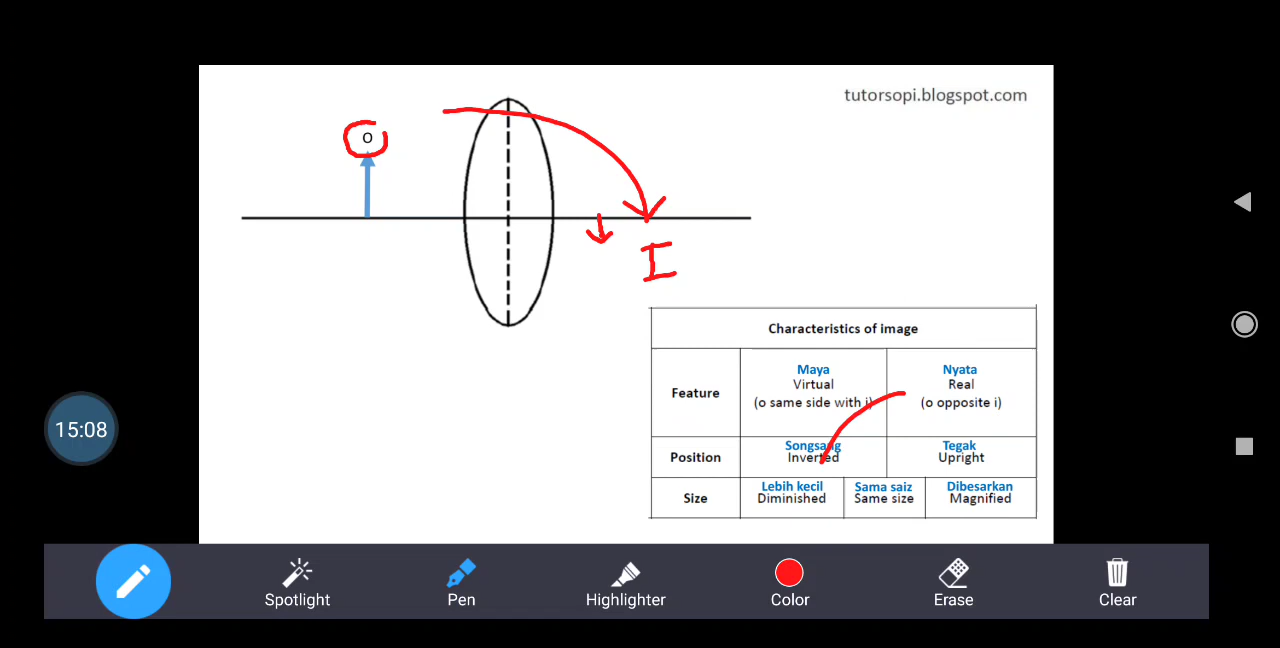 tutorsopi.blogspot.com
o
I
Characteristics of image
Feature
Maya
Virtual
(o same side with i)
Nyata
Real
(o opposite i)
Position
Songsang
Inverted
Tegak
Upright
Size
Lebih kecil
Diminished
Sama saiz
Same size
Dibesarkan
Magnified
15:08
Spotlight
Pen
Highlighter
Color
Erase
Clear